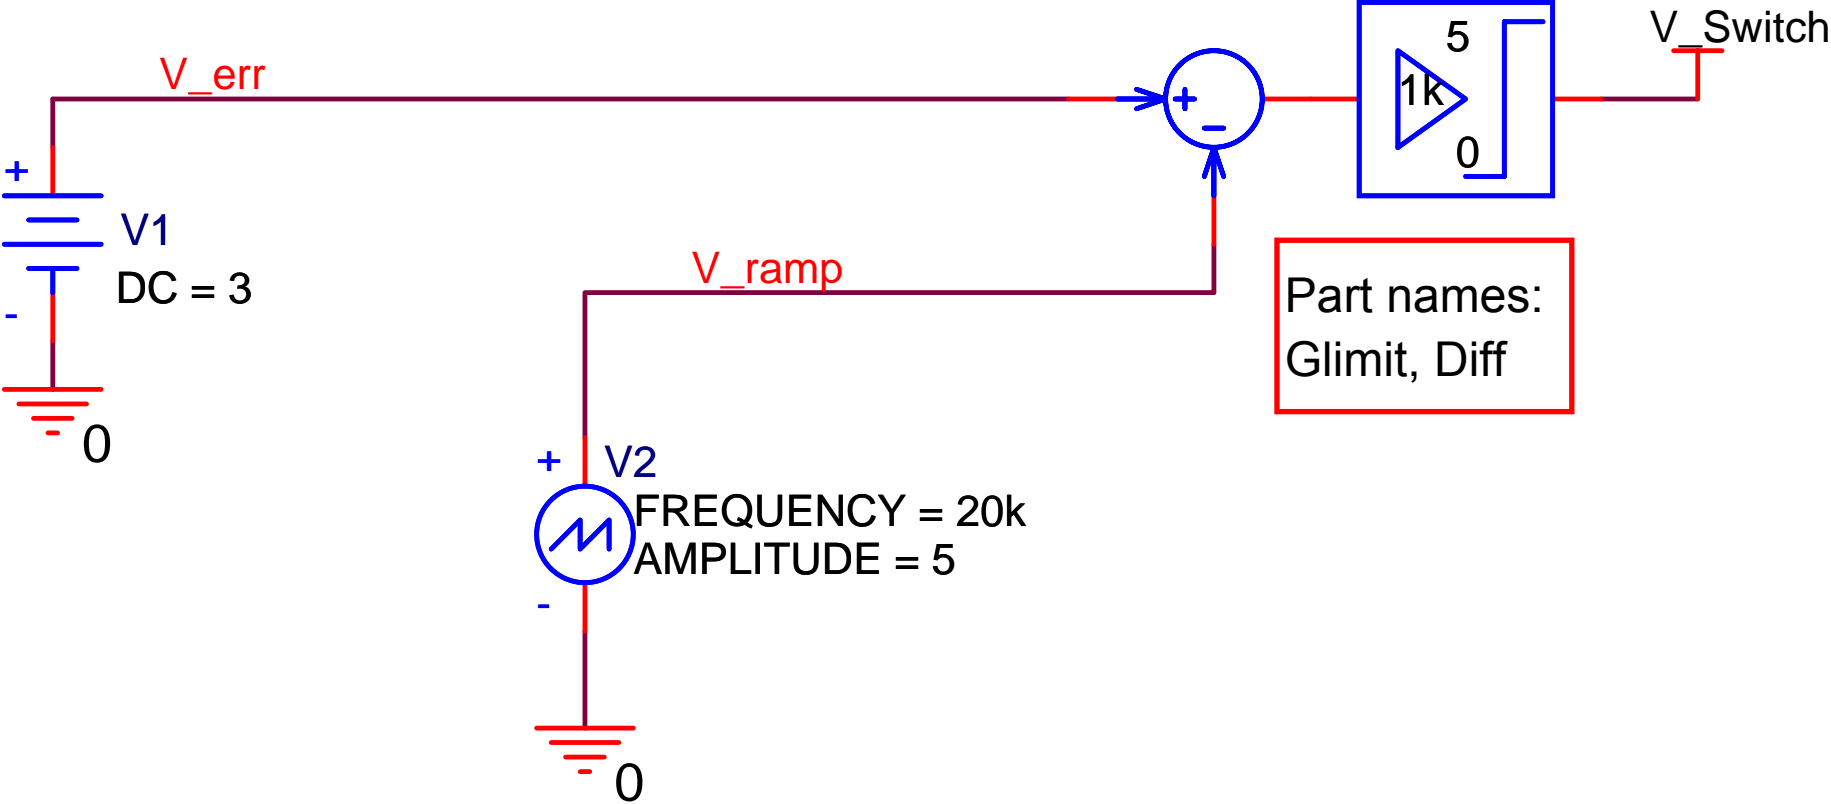 V_err
5
V_Switch
1k
0
+
-
+
V1
DC = 3
-
0
V_ramp
Part names:
Glimit, Diff
+
V2
FREQUENCY = 20k
AMPLITUDE = 5
-
0